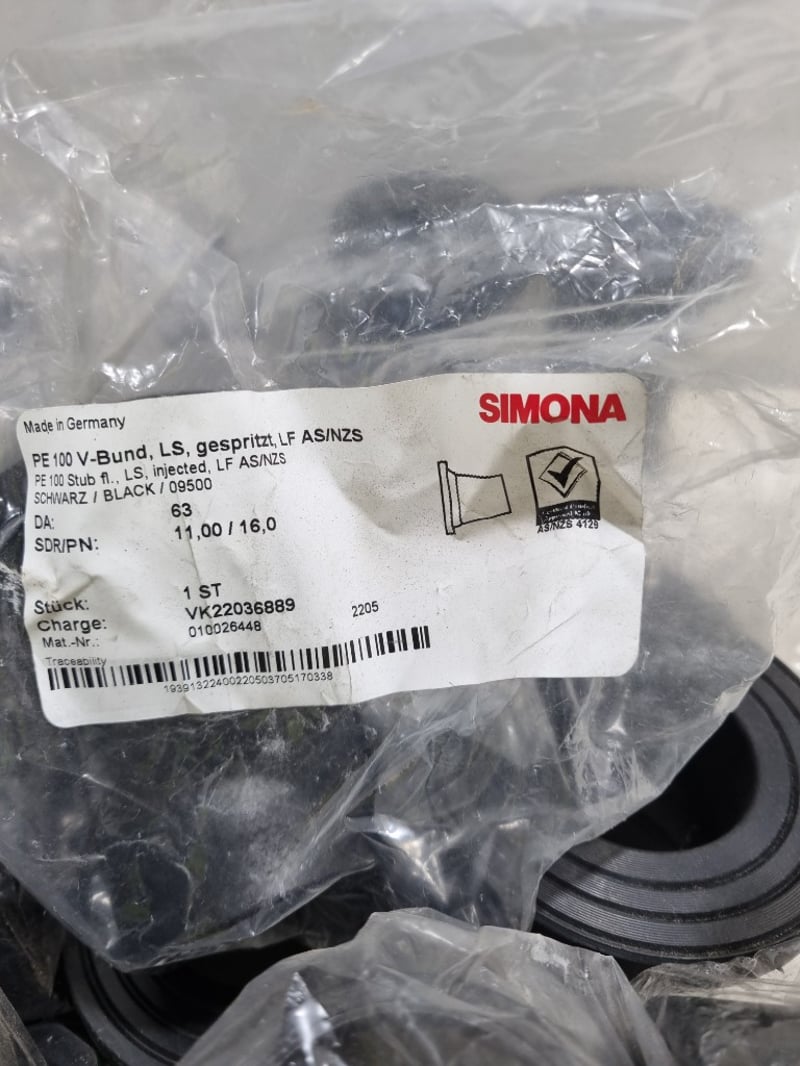 Made in Germany
SIMONA
PE 100 V-Bund, LS, gespritzt, LF AS/NZS
PE 100 Stub fl., LS, injected, LF AS/NZS
SCHWARZ / BLACK / 09500
DA: 63
SDR/PN: 11,00 / 16,0
AS/NZS 4129
Stück: 1 ST
Charge: VK22036889 2205
Mat.-Nr.: 010026448
Traceability
19391322400220503705170338